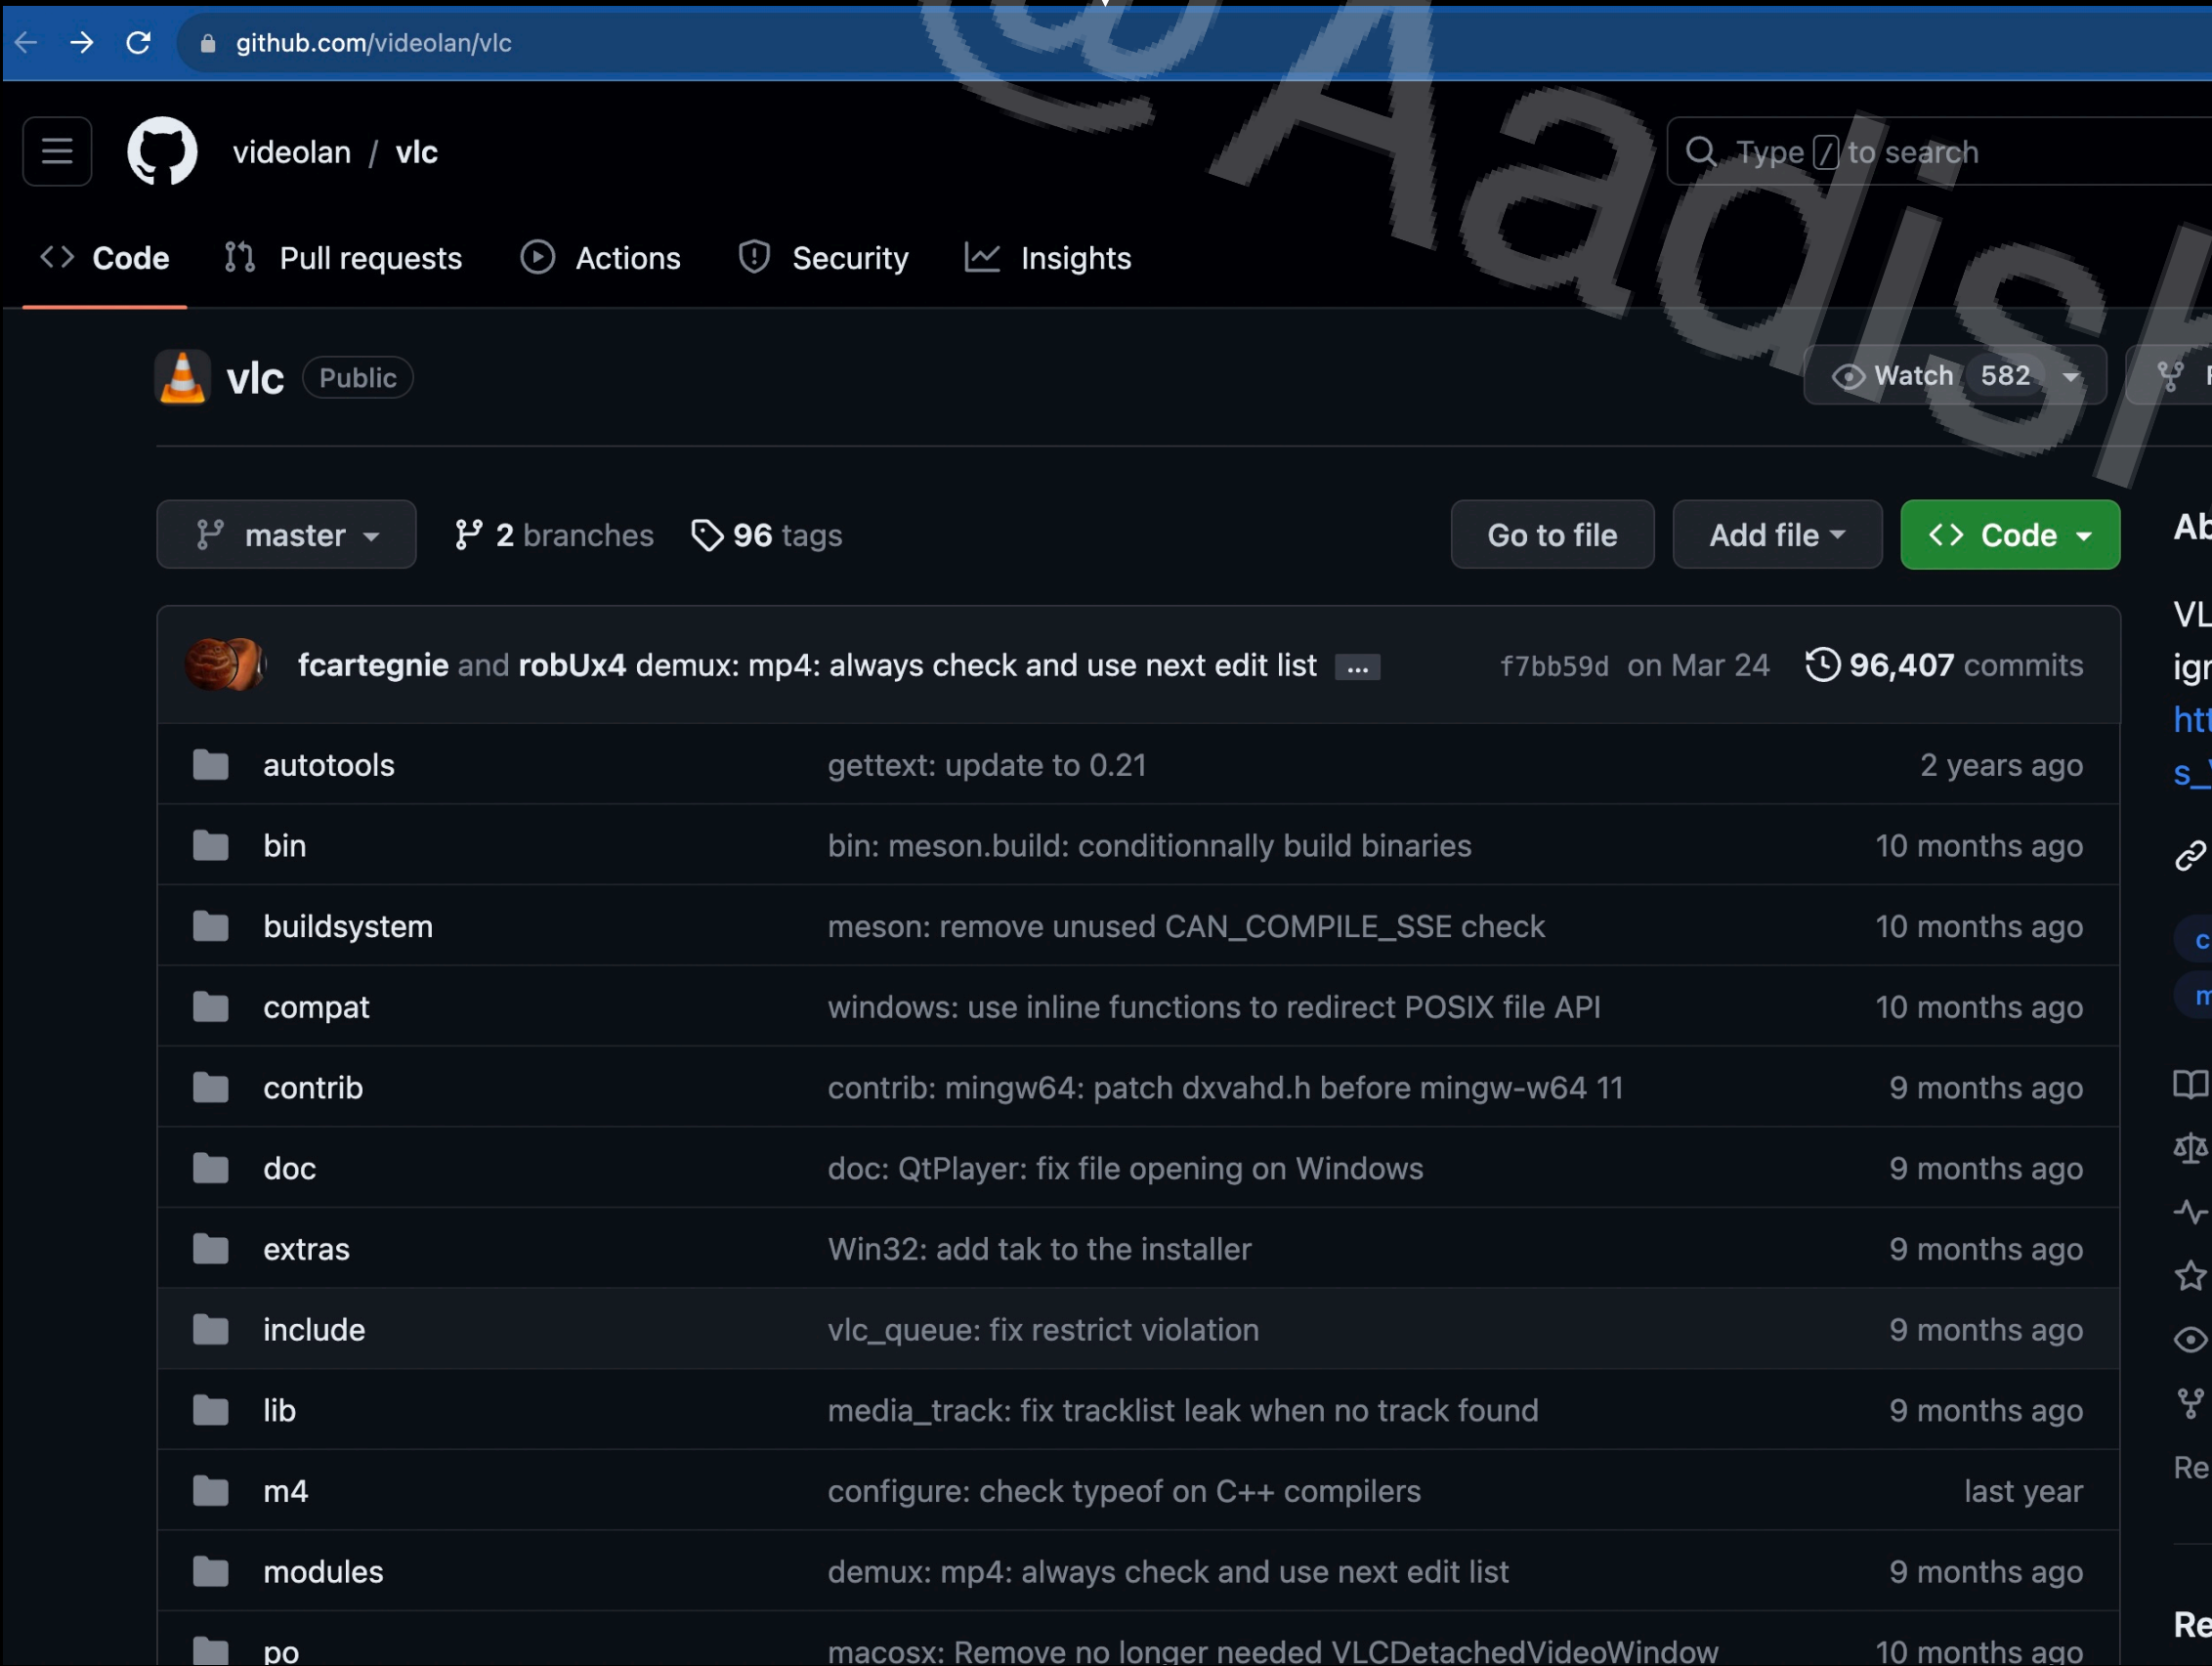 github.com/videolan/vlc
videolan / vlc
Type / to search
Code Pull requests Actions Security Insights
vlc Public
Watch 582
master 2 branches 96 tags
Go to file Add file Code
fcartegnie and robUx4 demux: mp4: always check and use next edit list ... f7bb59d on Mar 24 96,407 commits
autotools gettext: update to 0.21 2 years ago
bin bin: meson.build: conditionnally build binaries 10 months ago
buildsystem meson: remove unused CAN_COMPILE_SSE check 10 months ago
compat windows: use inline functions to redirect POSIX file API 10 months ago
contrib contrib: mingw64: patch dxvahd.h before mingw-w64 11 9 months ago
doc doc: QtPlayer: fix file opening on Windows 9 months ago
extras Win32: add tak to the installer 9 months ago
include vlc_queue: fix restrict violation 9 months ago
lib media_track: fix tracklist leak when no track found 9 months ago
m4 configure: check typeof on C++ compilers last year
modules demux: mp4: always check and use next edit list 9 months ago
po macosx: Remove no longer needed VLCDetachedVideoWindow 10 months ago